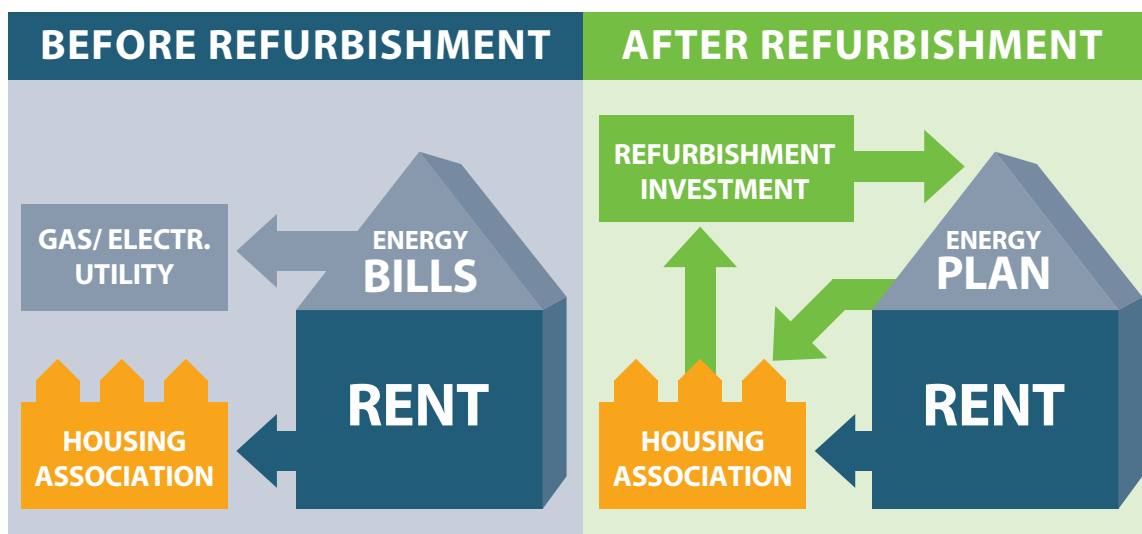 BEFORE REFURBISHMENT
GAS/ ELECTR.
UTILITY
ENERGY
BILLS
RENT
HOUSING
ASSOCIATION
AFTER REFURBISHMENT
REFURBISHMENT
INVESTMENT
ENERGY
PLAN
RENT
HOUSING
ASSOCIATION